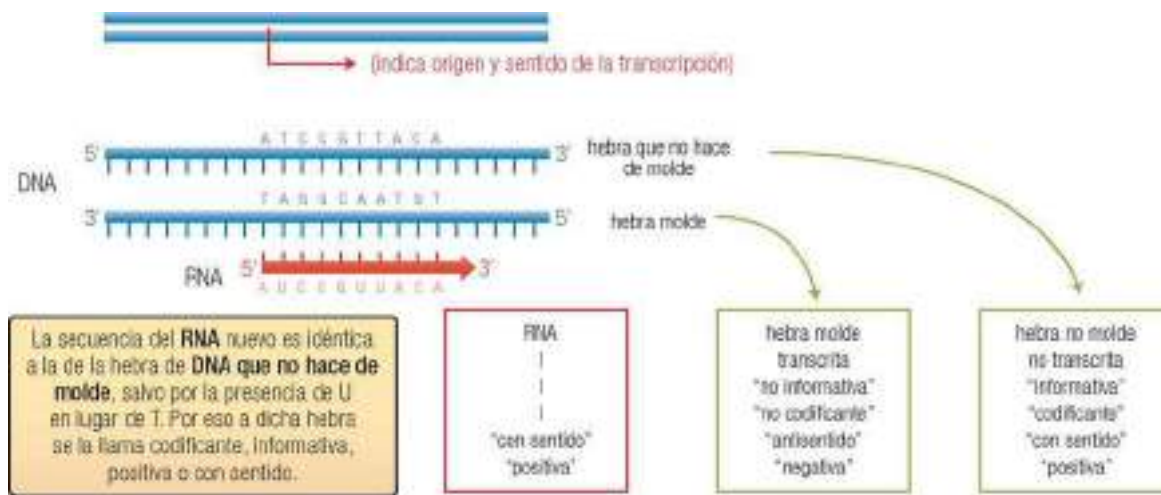 (indica origen y sentido de la transcripción)
A T C C G T T A C A
5' 3'
hebra que no hace
de molde
DNA
T A G G C A A T G T
3' 5'
hebra molde
RNA 5' 3'
A U C C G U U A C A
La secuencia del RNA nuevo es idéntica
a la de la hebra de DNA que no hace de
molde, salvo por la presencia de U
en lugar de T. Por eso a dicha hebra
se la llama codificante, informativa,
positiva o con sentido.
RNA
"con sentido"
"positiva"
hebra molde
transcrita
"no informativa"
"no codificante"
"antisentido"
"negativa"
hebra no molde
no transcrita
"informativa"
"codificante"
"con sentido"
"positiva"